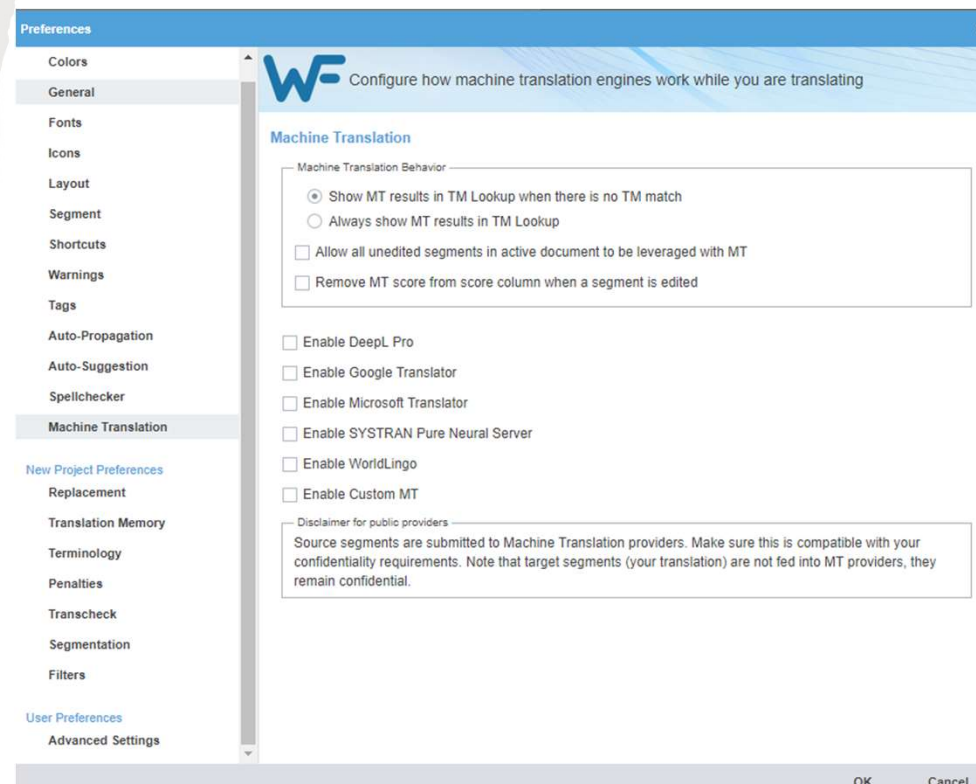 Preferences
Colors
General
Fonts
Icons
Layout
Segment
Shortcuts
Warnings
Tags
Auto-Propagation
Auto-Suggestion
Spellchecker
Machine Translation
New Project Preferences
Replacement
Translation Memory
Terminology
Penalties
Transcheck
Segmentation
Filters
User Preferences
Advanced Settings
WF
Configure how machine translation engines work while you are translating
Machine Translation
Machine Translation Behavior
Show MT results in TM Lookup when there is no TM match
Always show MT results in TM Lookup
Allow all unedited segments in active document to be leveraged with MT
Remove MT score from score column when a segment is edited
Enable DeepL Pro
Enable Google Translator
Enable Microsoft Translator
Enable SYSTRAN Pure Neural Server
Enable WorldLingo
Enable Custom MT
Disclaimer for public providers
Source segments are submitted to Machine Translation providers. Make sure this is compatible with your
confidentiality requirements. Note that target segments (your translation) are not fed into MT providers, they
remain confidential.
OK
Cancel